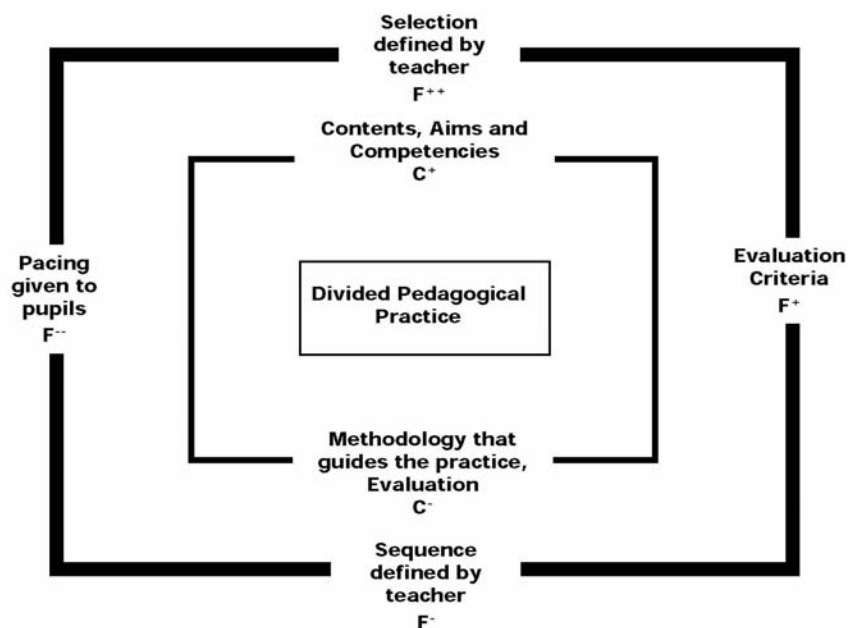 Selection
defined by
teacher
F⁺⁺
Contents, Aims and
Competencies
C⁺
Pacing
given to
pupils
F⁻⁻
Divided Pedagogical
Practice
Evaluation
Criteria
F⁺
Methodology that
guides the practice,
Evaluation
C⁻
Sequence
defined by
teacher
F⁻